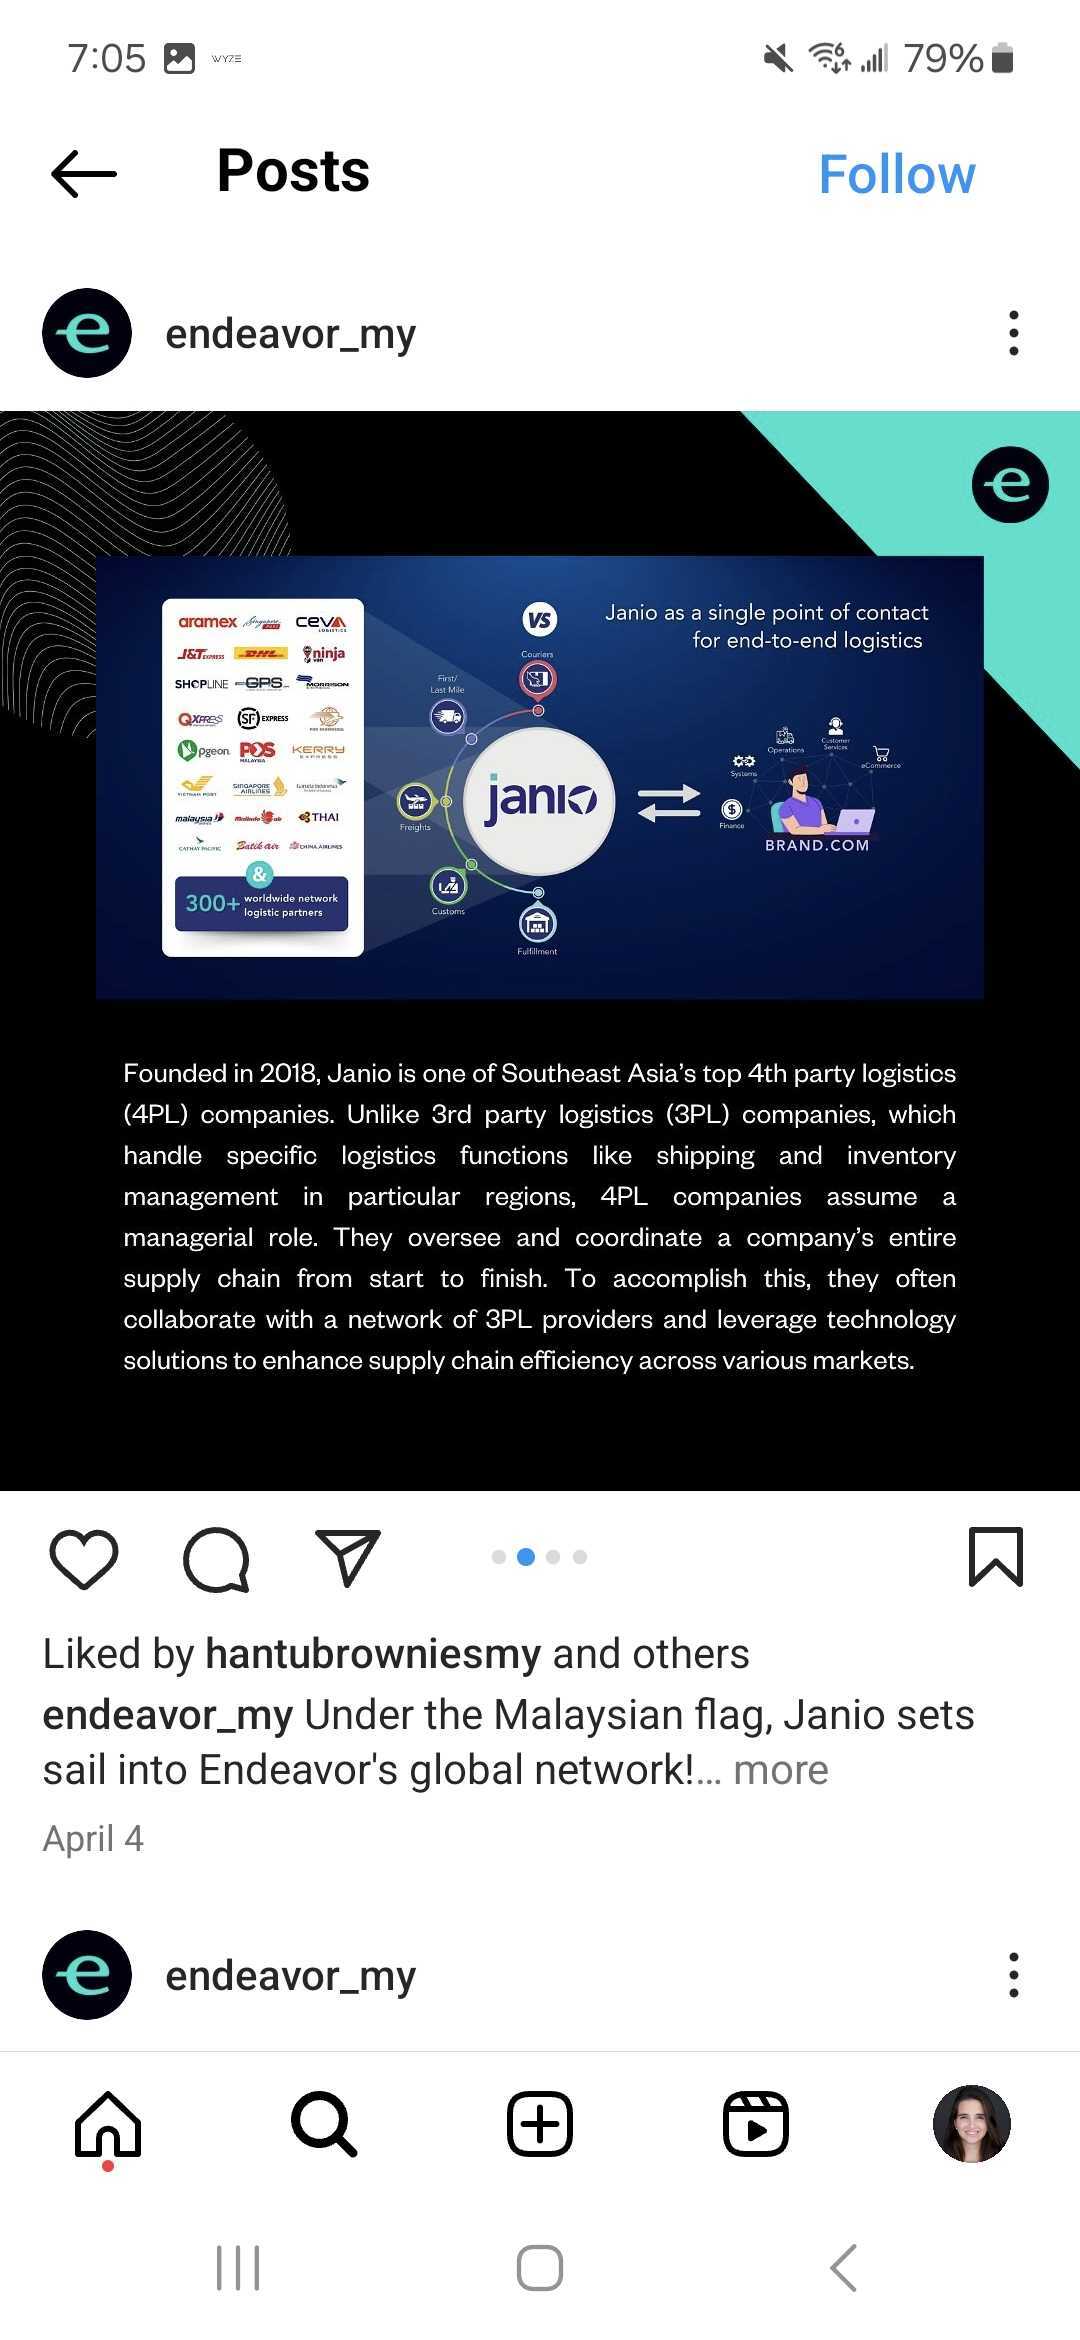 7:05
WYZE
79%
Posts
Follow
endeavor_my
Janio as a single point of contact
for end-to-end logistics
aramex
Singapore
CEVA
LOGISTICS
J&T EXPRESS
DHL
ninja
van
SHOPLINE
GPS
MORRISON
QXPRESS
SF EXPRESS
pgeon
POS
MALAYSIA
KERRY
EXPRESS
VIETNAM POST
SINGAPORE
AIRLINES
Garuda Indonesia
malaysia
malindo air
THAI
CATHAY PACIFIC
Batik air
CHINA AIRLINES
&
300+ worldwide network
logistic partners
VS
Couriers
First/
Last Mile
Freights
Customs
Fulfillment
janio
Systems
Operations
Customer
Services
eCommerce
Finance
BRAND.COM
Founded in 2018, Janio is one of Southeast Asia's top 4th party logistics
(4PL) companies. Unlike 3rd party logistics (3PL) companies, which
handle specific logistics functions like shipping and inventory
management in particular regions, 4PL companies assume a
managerial role. They oversee and coordinate a company's entire
supply chain from start to finish. To accomplish this, they often
collaborate with a network of 3PL providers and leverage technology
solutions to enhance supply chain efficiency across various markets.
Liked by hantubrowniesmy and others
endeavor_my Under the Malaysian flag, Janio sets
sail into Endeavor's global network!... more
April 4
endeavor_my